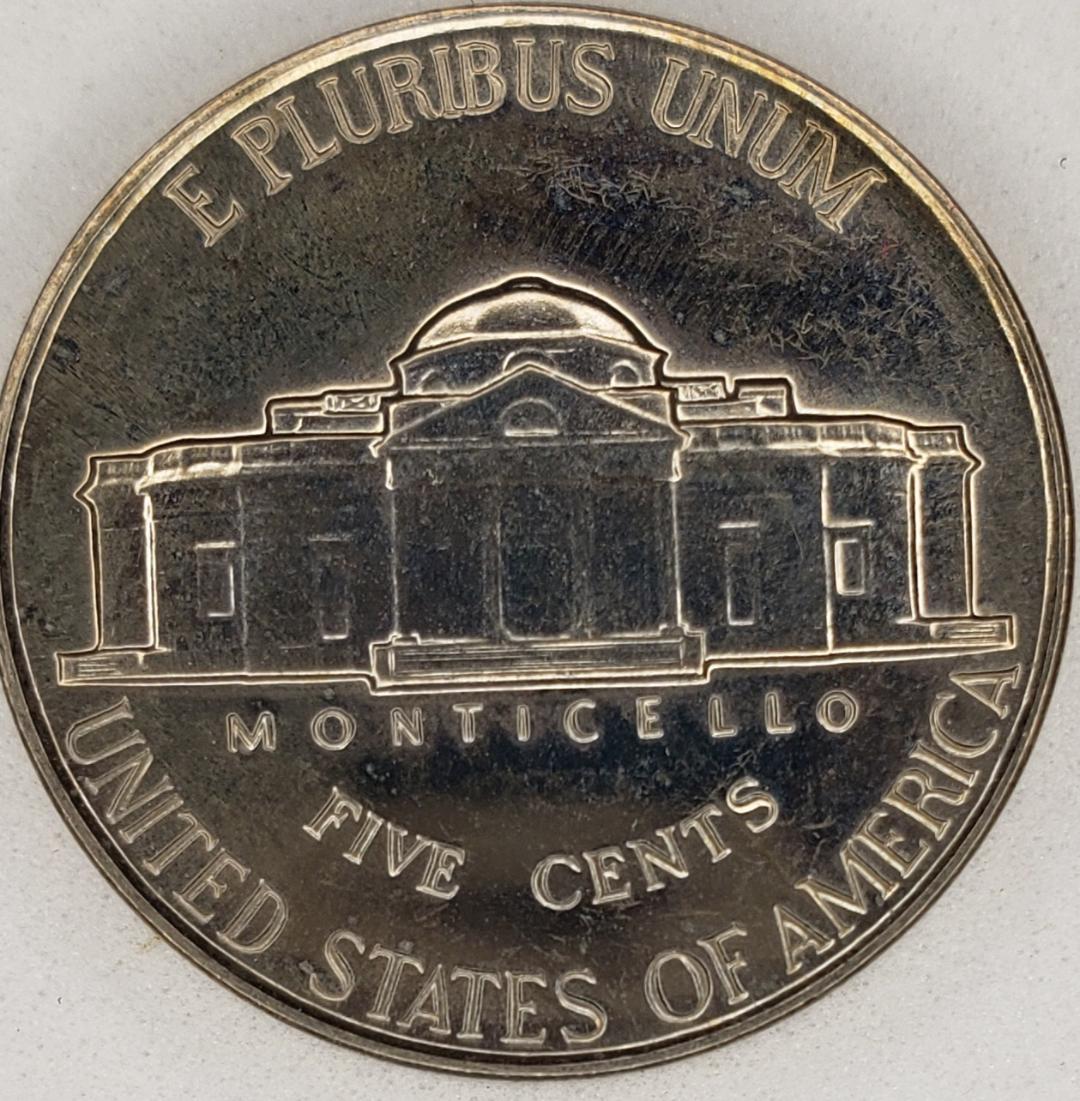 E PLURIBUS UNUM
MONTICELLO
FIVE CENTS
UNITED STATES OF AMERICA